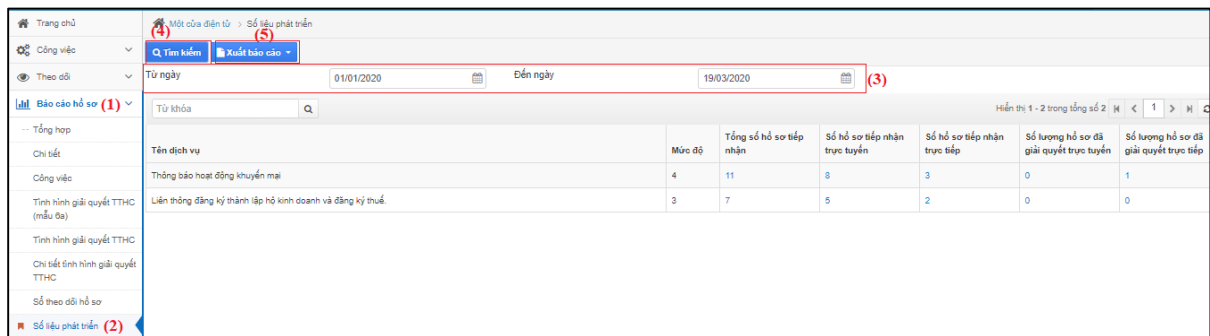 Trang chủ
Một cửa điện tử > Số liệu phát triển
(4)
(5)
Công việc
Tìm kiếm
Xuất báo cáo
Theo dõi
Từ ngày
01/01/2020
Đến ngày
19/03/2020
(3)
Báo cáo hồ sơ (1)
Từ khóa
Hiển thị 1 - 2 trong tổng số 2
1
Tổng hợp
Chi tiết
Công việc
Tình hình giải quyết TTHC
(mẫu 6a)
Tình hình giải quyết TTHC
Chi tiết tình hình giải quyết
TTHC
Sổ theo dõi hồ sơ
Số liệu phát triển (2)
Tên dịch vụ
Mức độ
Tổng số hồ sơ tiếp
nhận
Số hồ sơ tiếp nhận
trực tuyến
Số hồ sơ tiếp nhận
trực tiếp
Số lượng hồ sơ đã
giải quyết trực tuyến
Số lượng hồ sơ đã
giải quyết trực tiếp
Thông báo hoạt động khuyến mại 4 11 8 3 0 1
Liên thông đăng ký thành lập hộ kinh doanh và đăng ký thuế. 3 7 5 2 0 0